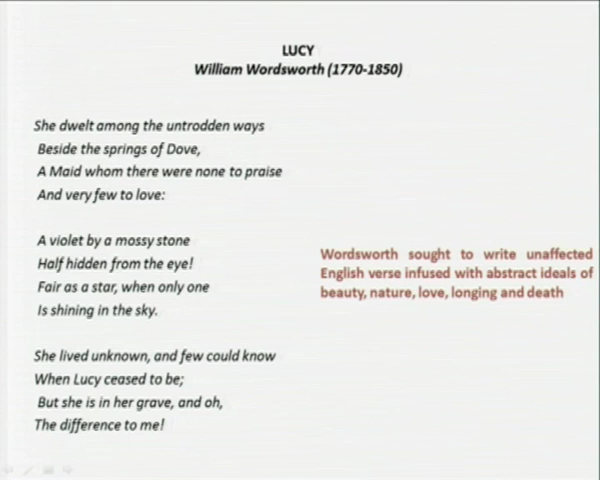 LUCY
William Wordsworth (1770-1850)
She dwelt among the untrodden ways
Beside the springs of Dove,
A Maid whom there were none to praise
And very few to love:
A violet by a mossy stone
Half hidden from the eye!
Fair as a star, when only one
Is shining in the sky.
She lived unknown, and few could know
When Lucy ceased to be;
But she is in her grave, and oh,
The difference to me!
Wordsworth sought to write unaffected
English verse infused with abstract ideals of
beauty, nature, love, longing and death